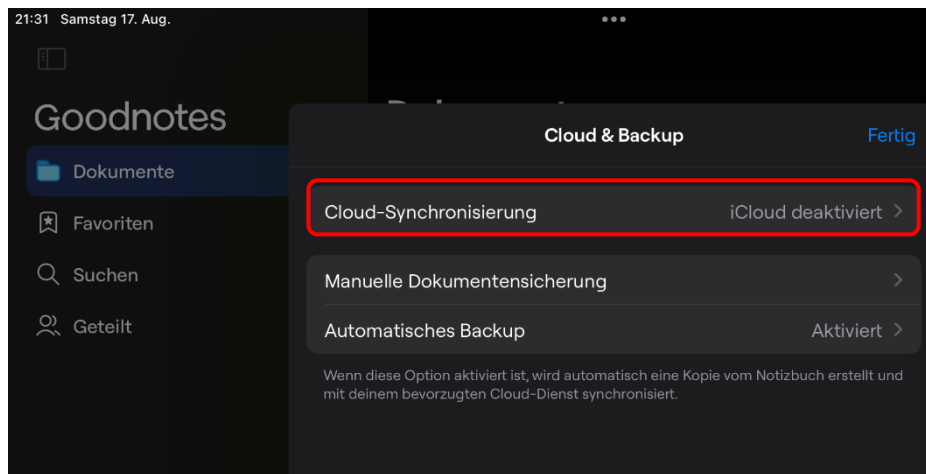 21:31 Samstag 17. Aug.
Goodnotes
Cloud & Backup
Fertig
Dokumente
Cloud-Synchronisierung
iCloud deaktiviert
Favoriten
Suchen
Manuelle Dokumentensicherung
Geteilt
Automatisches Backup
Aktiviert
Wenn diese Option aktiviert ist, wird automatisch eine Kopie vom Notizbuch erstellt und
mit deinem bevorzugten Cloud-Dienst synchronisiert.